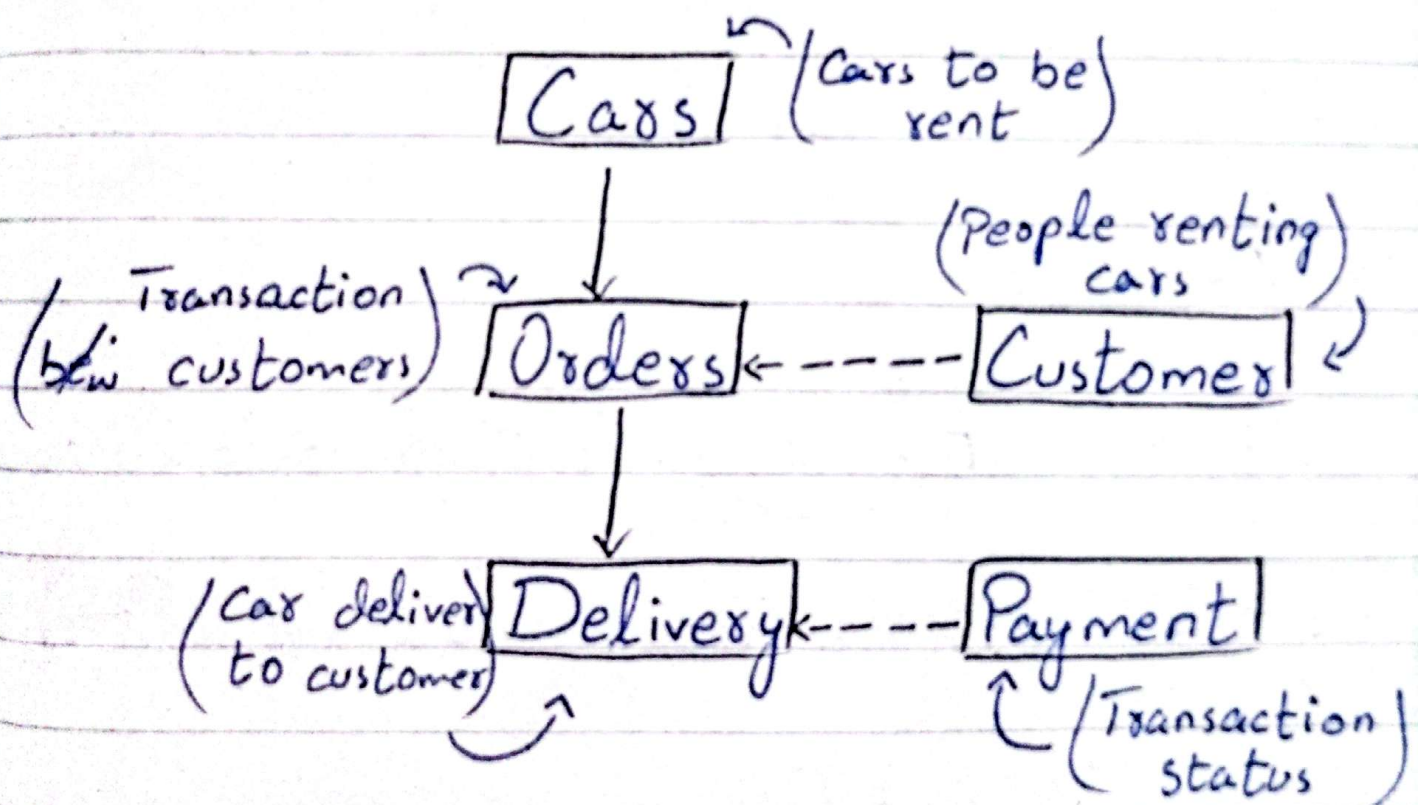 Cars
(Cars to be
rent)
(People renting
cars)
(Transaction
b/w customers)
Orders
Customer
(Car deliver
to customer)
Delivery
Payment
(Transaction
status)